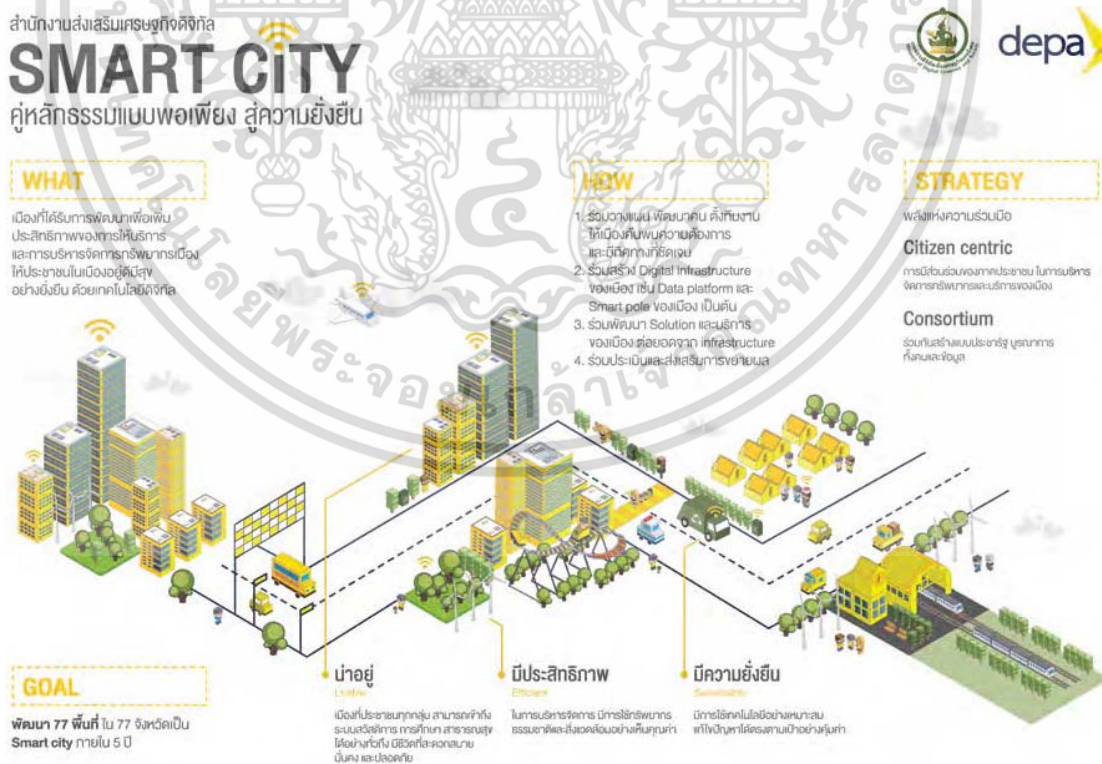 สำนักงานส่งเสริมเศรษฐกิจดิจิทัล
SMART CiTY
คู่หลักธรรมแบบพอเพียง สู่ความยั่งยืน
depa
WHAT
เมืองที่ได้รับการพัฒนาเพื่อเพิ่ม
ประสิทธิภาพของการให้บริการ
และการบริหารจัดการทรัพยากรเมือง
ให้ประชาชนในเมืองอยู่ดีมีสุข
อย่างยั่งยืน ด้วยเทคโนโลยีดิจิทัล
HOW
1. ร่วมวางแผน พัฒนาคน ตั้งทีมงาน
ให้เมืองค้นพบความต้องการ
และมีทิศทางที่ชัดเจน
2. ร่วมสร้าง Digital Infrastructure
ของเมือง เช่น Data platform และ
Smart pole ของเมือง เป็นต้น
3. ร่วมพัฒนา Solution และบริการ
ของเมือง ต่อยอดจาก infrastructure
4. ร่วมประเมินและส่งเสริมการขยายผล
STRATEGY
พลังแห่งความร่วมมือ
Citizen centric
การมีส่วนร่วมของภาคประชาชน ในการบริหาร
จัดการทรัพยากรและบริการของเมือง
Consortium
ร่วมกันสร้างแบบประชารัฐ บูรณาการ
ทั้งคนและข้อมูล
GOAL
พัฒนา 77 พื้นที่ ใน 77 จังหวัดเป็น
Smart city ภายใน 5 ปี
น่าอยู่
เมืองที่ประชาชนทุกกลุ่ม สามารถเข้าถึง
ระบบสวัสดิการ การศึกษา สาธารณสุข
ได้อย่างทั่วถึง มีชีวิตที่สะดวกสบาย
มั่นคง และปลอดภัย
มีประสิทธิภาพ
Efficient
ในการบริหารจัดการ มีการใช้ทรัพยากร
ธรรมชาติและสิ่งแวดล้อมอย่างเห็นคุณค่า
มีความยั่งยืน
มีการใช้เทคโนโลยีอย่างเหมาะสม
แก้ไขปัญหาได้ตรงตามเป้าอย่างคุ้มค่า